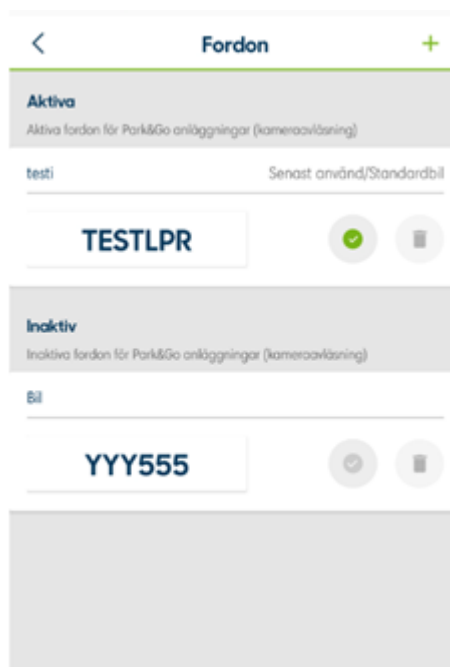 Fordon
Aktiva
Aktiva fordon för Park&Go anläggningar (kameraavläsning)
testi Senast använd/Standardbil
TESTLPR
Inaktiv
Inaktiva fordon för Park&Go anläggningar (kameraavläsning)
Bil
YYY555